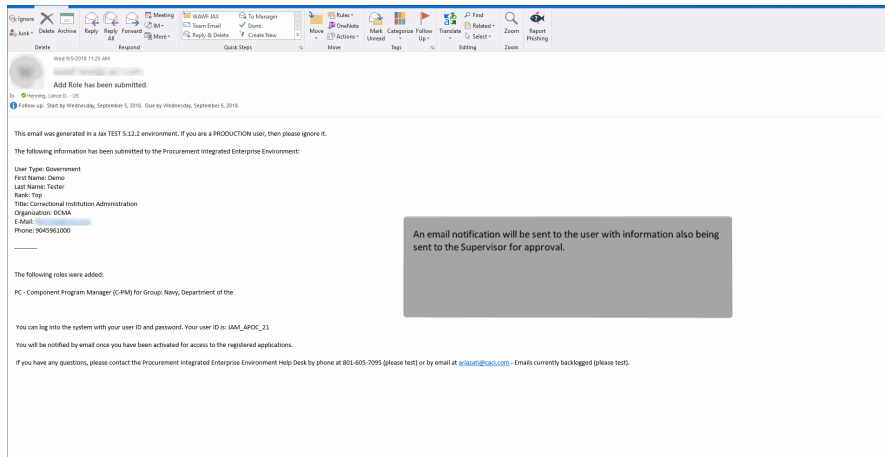 Ignore
Junk
Delete
Archive
Reply
Reply All
Forward
Meeting
IM
More
WAWF JAX
Team Email
Reply & Delete
To Manager
Done
Create New
Move
Rules
OneNote
Actions
Mark Unread
Categorize
Follow Up
Translate
Find
Related
Select
Zoom
Report Phishing
Delete
Respond
Quick Steps
Move
Tags
Editing
Zoom
Wed 9/5/2018 11:25 AM
Add Role has been submitted.
To Henning, Lance D. - US
Follow up. Start by Wednesday, September 5, 2018. Due by Wednesday, September 5, 2018.
This email was generated in a Jax TEST 5.12.2 environment. If you are a PRODUCTION user, then please ignore it.
The following information has been submitted to the Procurement Integrated Enterprise Environment:
User Type: Government
First Name: Demo
Last Name: Tester
Rank: Top
Title: Correctional Institution Administration
Organization: DCMA
E-Mail:
Phone: 9045961000
-----------
An email notification will be sent to the user with information also being
sent to the Supervisor for approval.
The following roles were added:
PC - Component Program Manager (C-PM) for Group: Navy, Department of the
You can log into the system with your user ID and password. Your user ID is: JAM_APOC_21
You will be notified by email once you have been activated for access to the registered applications.
If you have any questions, please contact the Procurement Integrated Enterprise Environment Help Desk by phone at 801-605-7095 (please test) or by email at ariazati@caci.com - Emails currently backlogged (please test).